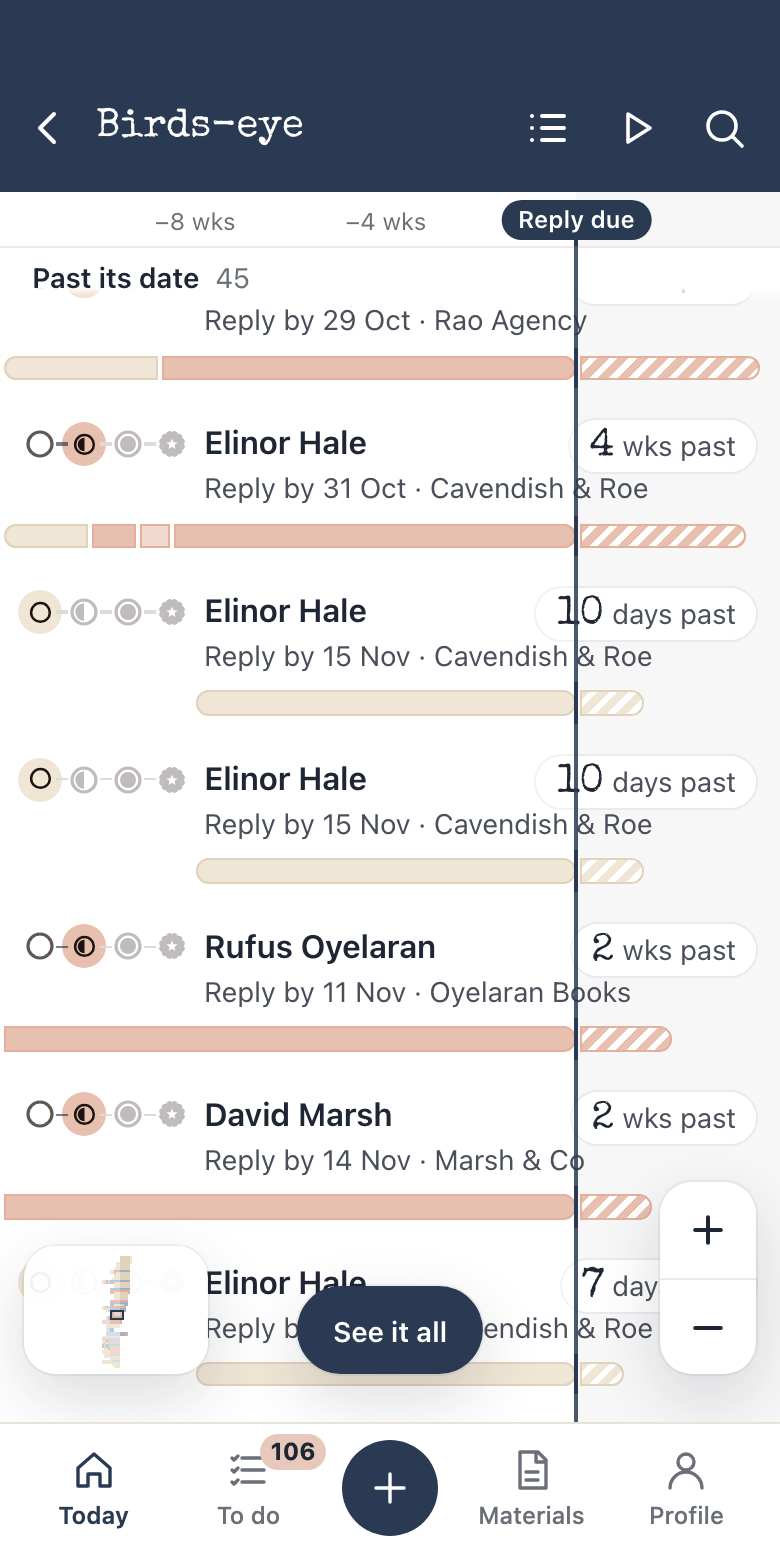 Birds-eye
−8 wks
−4 wks
Reply due
Past its date 45
Reply by 29 Oct · Rao Agency
Elinor Hale
4 wks past
Reply by 31 Oct · Cavendish & Roe
Elinor Hale
10 days past
Reply by 15 Nov · Cavendish & Roe
Elinor Hale
10 days past
Reply by 15 Nov · Cavendish & Roe
Rufus Oyelaran
2 wks past
Reply by 11 Nov · Oyelaran Books
David Marsh
2 wks past
Reply by 14 Nov · Marsh & Co
Elinor Hale
7 day
Reply b
endish & Roe
See it all
106
Today
To do
Materials
Profile